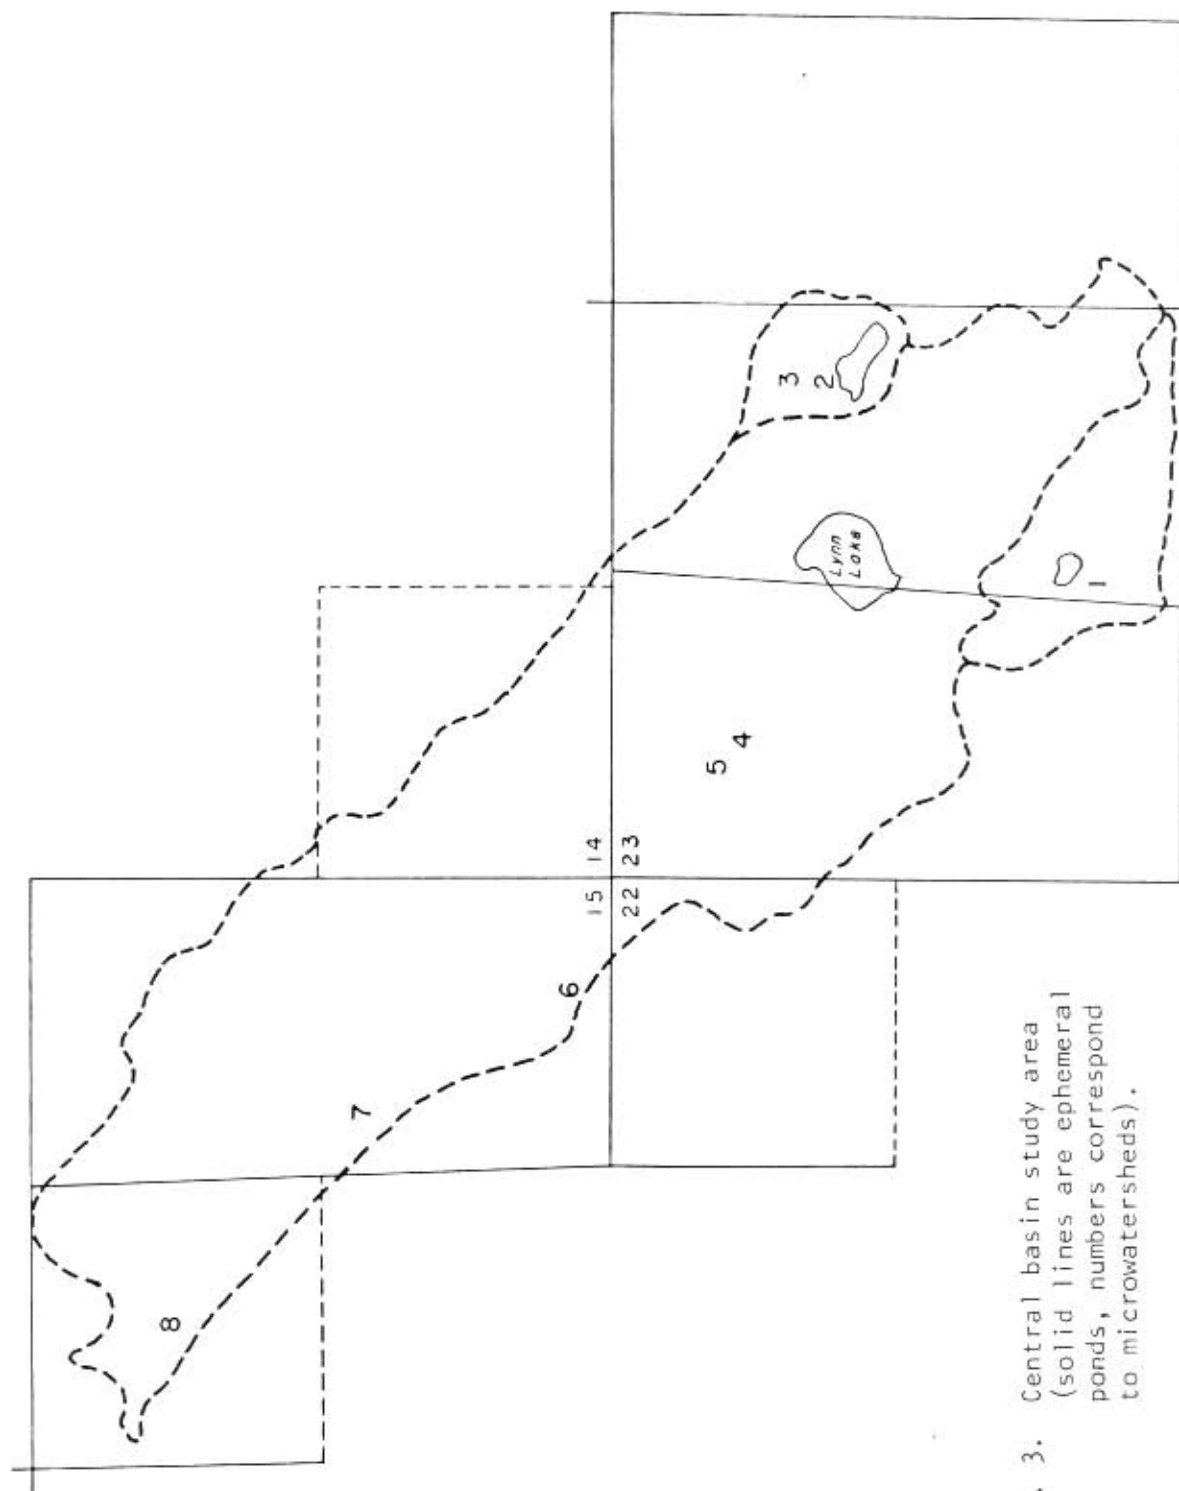 8
7
6
15 14
22 23
5
4
3
2
Lynn
Lake
1
. 3. Central basin study area
(solid lines are ephemeral
ponds, numbers correspond
to microwatersheds).